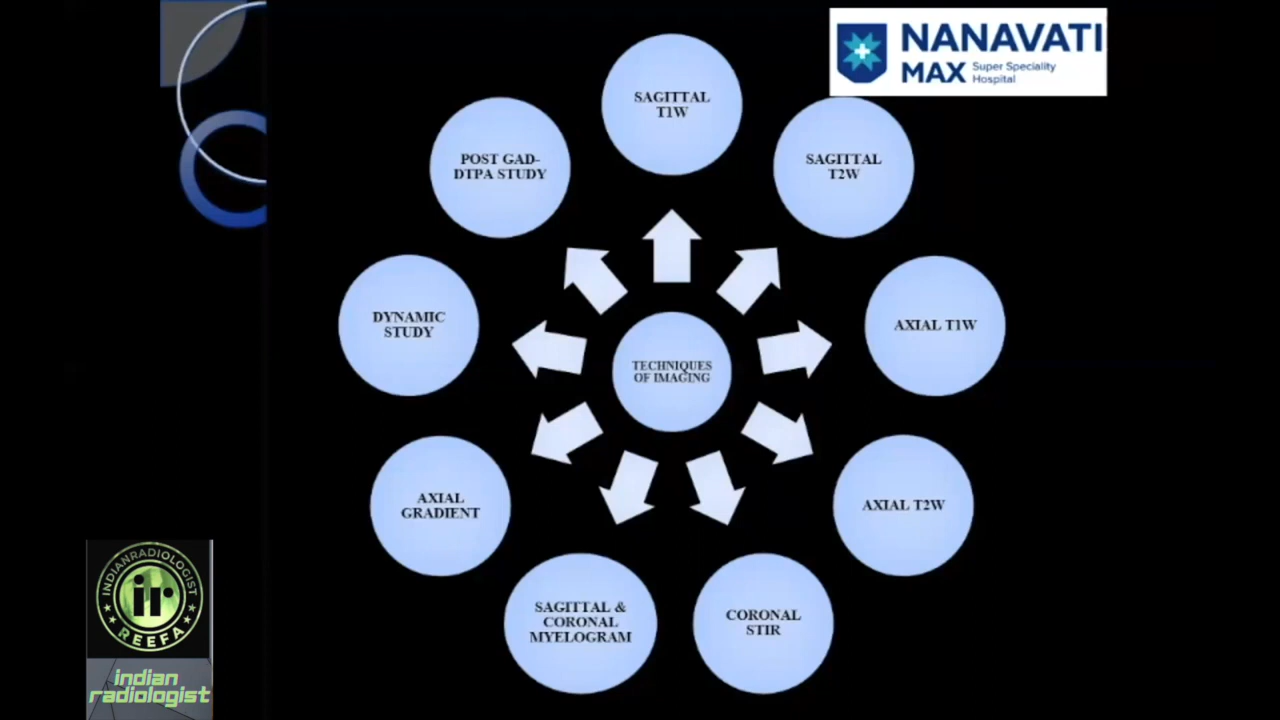 NANAVATI
MAX Super Speciality
Hospital
SAGITTAL
T1W
SAGITTAL
T2W
AXIAL T1W
AXIAL T2W
CORONAL
STIR
SAGITTAL &
CORONAL
MYELOGRAM
AXIAL
GRADIENT
DYNAMIC
STUDY
POST GAD-
DTPA STUDY
TECHNIQUES
OF IMAGING
INDIANRADIOLOGIST
ir
REEFA
indian
radiologist